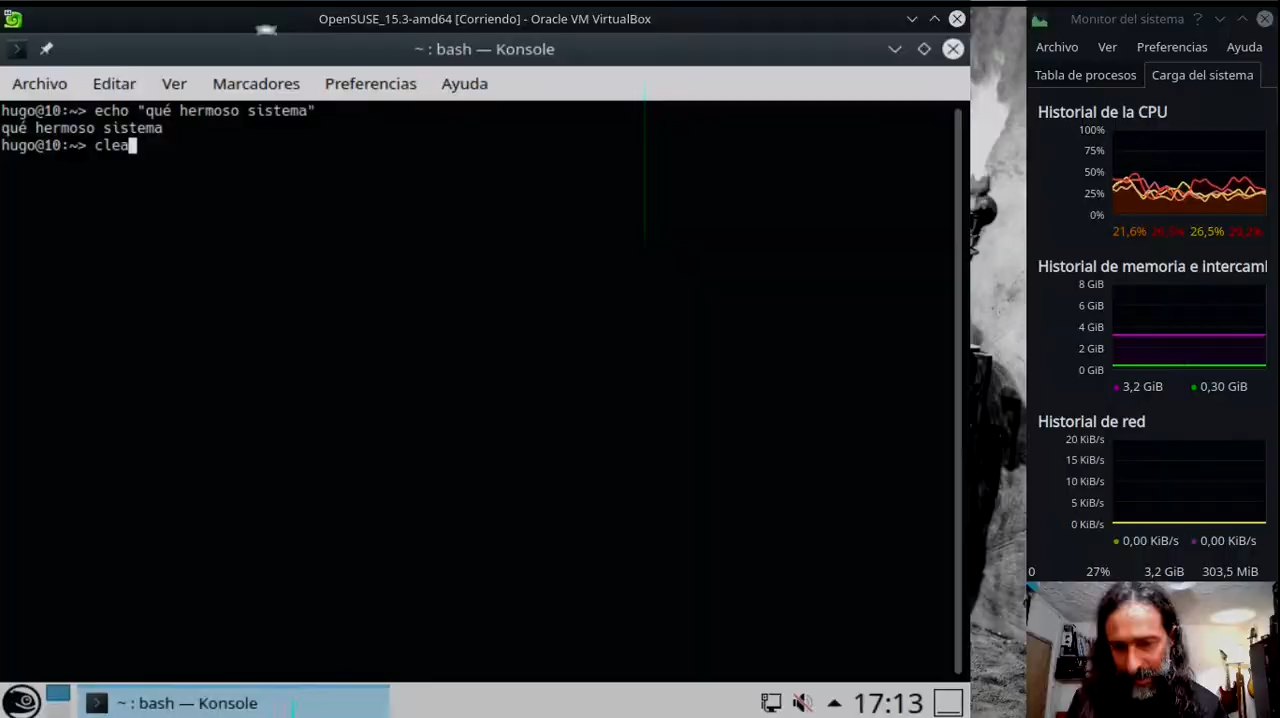 OpenSUSE_15.3-amd64 [Corriendo] - Oracle VM VirtualBox
~ : bash — Konsole
Archivo Editar Ver Marcadores Preferencias Ayuda
hugo@10:~> echo "qué hermoso sistema"
qué hermoso sistema
hugo@10:~> clea
~ : bash — Konsole
17:13
Monitor del sistema
Archivo Ver Preferencias Ayuda
Tabla de procesos Carga del sistema
Historial de la CPU
100%
75%
50%
25%
0%
21,6% 26,5%
Historial de memoria e intercaml
8 GiB
6 GiB
4 GiB
2 GiB
0 GiB
3,2 GiB 0,30 GiB
Historial de red
20 KiB/s
15 KiB/s
10 KiB/s
5 KiB/s
0 KiB/s
0,00 KiB/s 0,00 KiB/s
0 27% 3,2 GiB 303,5 MiB